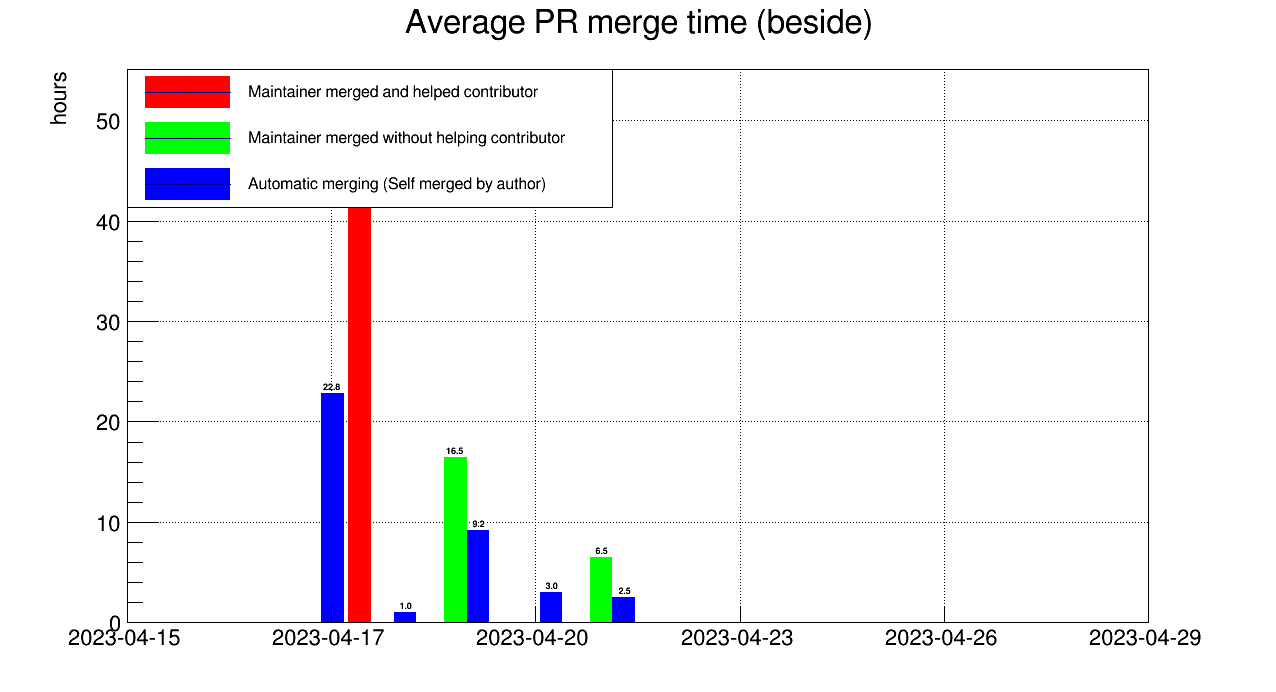 Average PR merge time (beside)
hours
Maintainer merged and helped contributor
Maintainer merged without helping contributor
Automatic merging (Self merged by author)
50
40
30
20
10
0
22.8
1.0
16.5
9.2
3.0
6.5
2.5
2023-04-15 2023-04-17 2023-04-20 2023-04-23 2023-04-26 2023-04-29